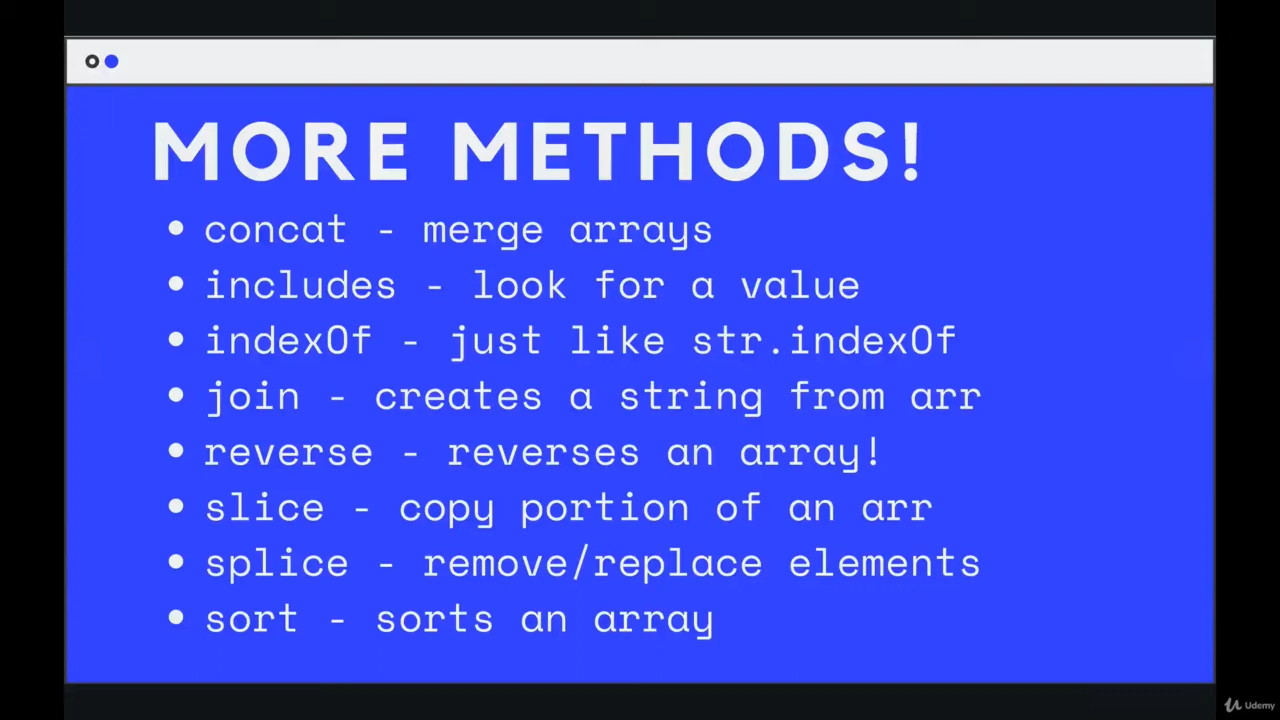 MORE METHODS!
• concat - merge arrays
• includes - look for a value
• indexOf - just like str.indexOf
• join - creates a string from arr
• reverse - reverses an array!
• slice - copy portion of an arr
• splice - remove/replace elements
• sort - sorts an array
Udemy